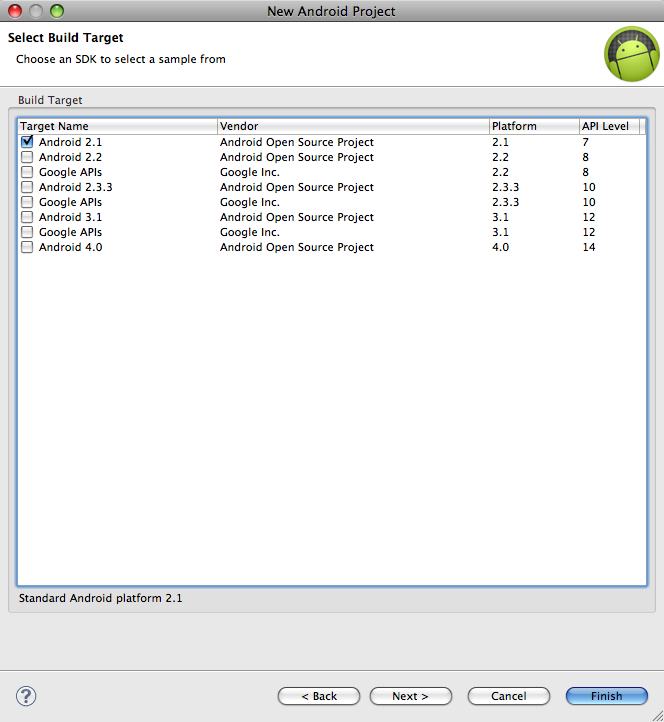 New Android Project
Select Build Target
Choose an SDK to select a sample from
Build Target
Target Name Vendor Platform API Level
Android 2.1 Android Open Source Project 2.1 7
Android 2.2 Android Open Source Project 2.2 8
Google APIs Google Inc. 2.2 8
Android 2.3.3 Android Open Source Project 2.3.3 10
Google APIs Google Inc. 2.3.3 10
Android 3.1 Android Open Source Project 3.1 12
Google APIs Google Inc. 3.1 12
Android 4.0 Android Open Source Project 4.0 14
Standard Android platform 2.1
? < Back Next > Cancel Finish